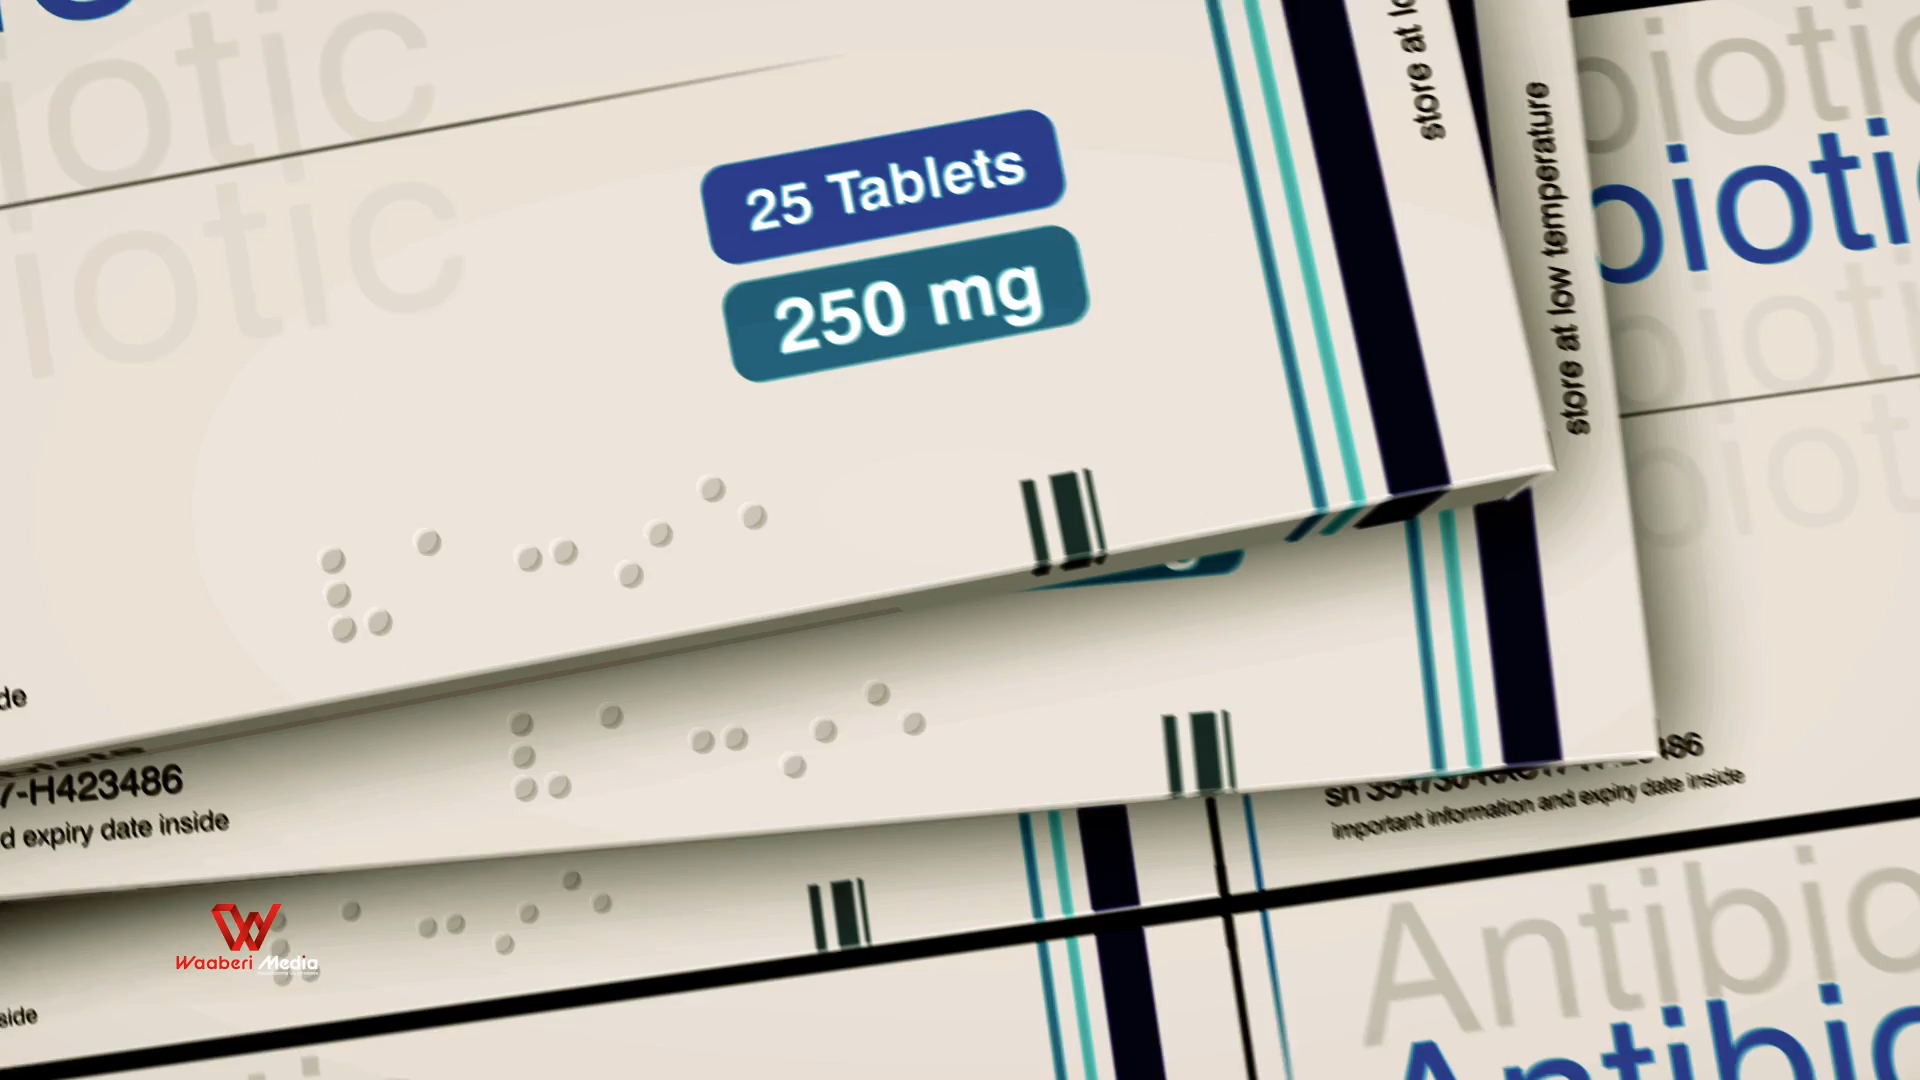 iotic
iotic
25 Tablets
250 mg
store at
store at low temperature
biotic
biotic
biotic
biotic
de
7-H423486
d expiry date inside
486
sn
important information and expiry date inside
Waaberi Media
side
Antibio
Antibio